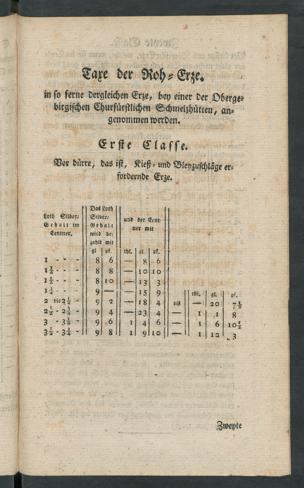 Taxe der Roh-Erze.
in so ferne dergleichen Erze, bey einer der Oberge-
birgischen Churfürstlichen Schmelzhütten, an-
genommen werden.
Erste Classe.
Vor dürre, das ist, Kieß- und Bleyzuschläge er-
fordernde Erze.
Loth Silber-Gehalt im Centner. | Das Loth Silber-Gehalt wird bezahlt mit | und der Centner mit
gl. pf. | thl. gl. pf.
1 - - - | 8 6 | — 8 6
1¼ - - - | 8 8 | — 10 10
1½ - - - | 8 10 | — 13 3
1¾ - - - | 9 — | — 15 9 | thl. gl. pf.
2 bis 2¼ - | 9 2 | — 18 4 | bis — 20 7½
2½ - 2¾ - | 9 4 | — 23 4 | — 1 1 8
3 - 3¼ - | 9 6 | 1 4 6 | — 1 6 10½
3½ - 3¾ - | 9 8 | 1 9 10 | — 1 12 3
Zweyte